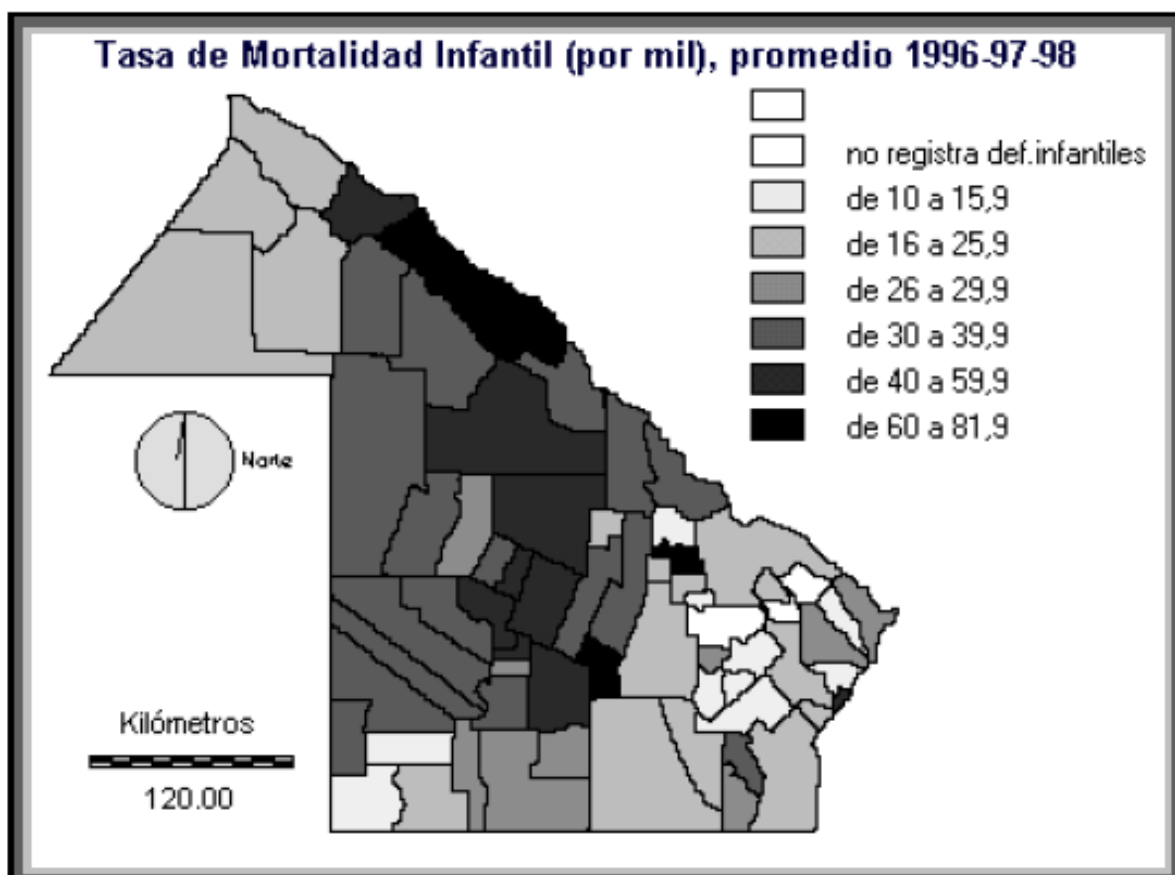 Tasa de Mortalidad Infantil (por mil), promedio 1996-97-98
no registra def.infantiles
de 10 a 15,9
de 16 a 25,9
de 26 a 29,9
de 30 a 39,9
de 40 a 59,9
de 60 a 81,9
Norte
Kilómetros
120.00